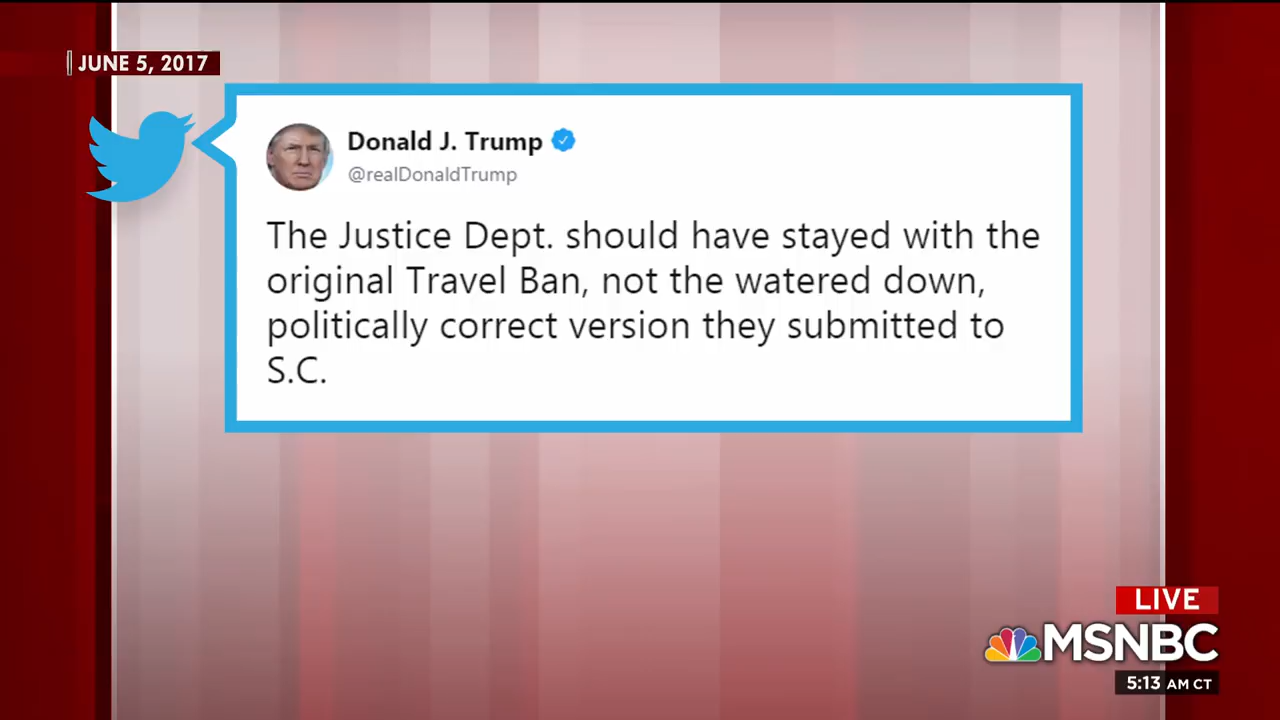 JUNE 5, 2017
Donald J. Trump
@realDonaldTrump
The Justice Dept. should have stayed with the
original Travel Ban, not the watered down,
politically correct version they submitted to
S.C.
LIVE
MSNBC
5:13 AM CT